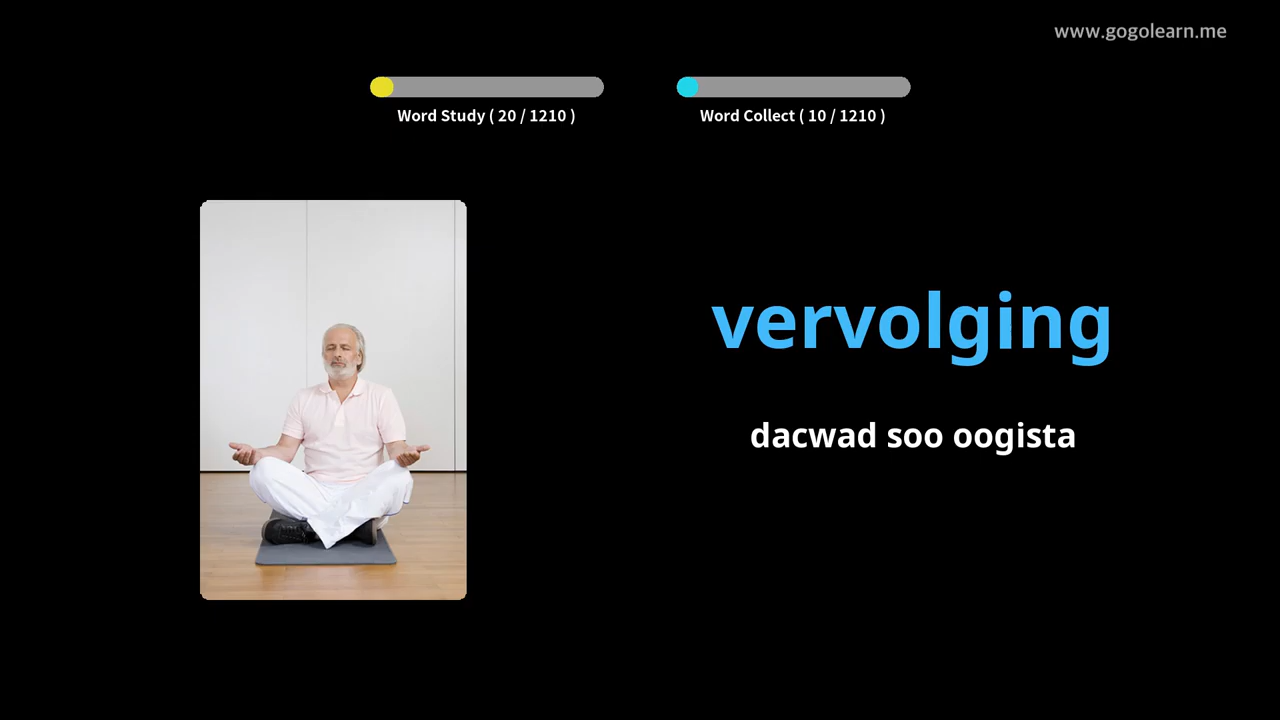 www.gogolearn.me
Word Study ( 20 / 1210 )
Word Collect ( 10 / 1210 )
vervolging
dacwad soo oogista